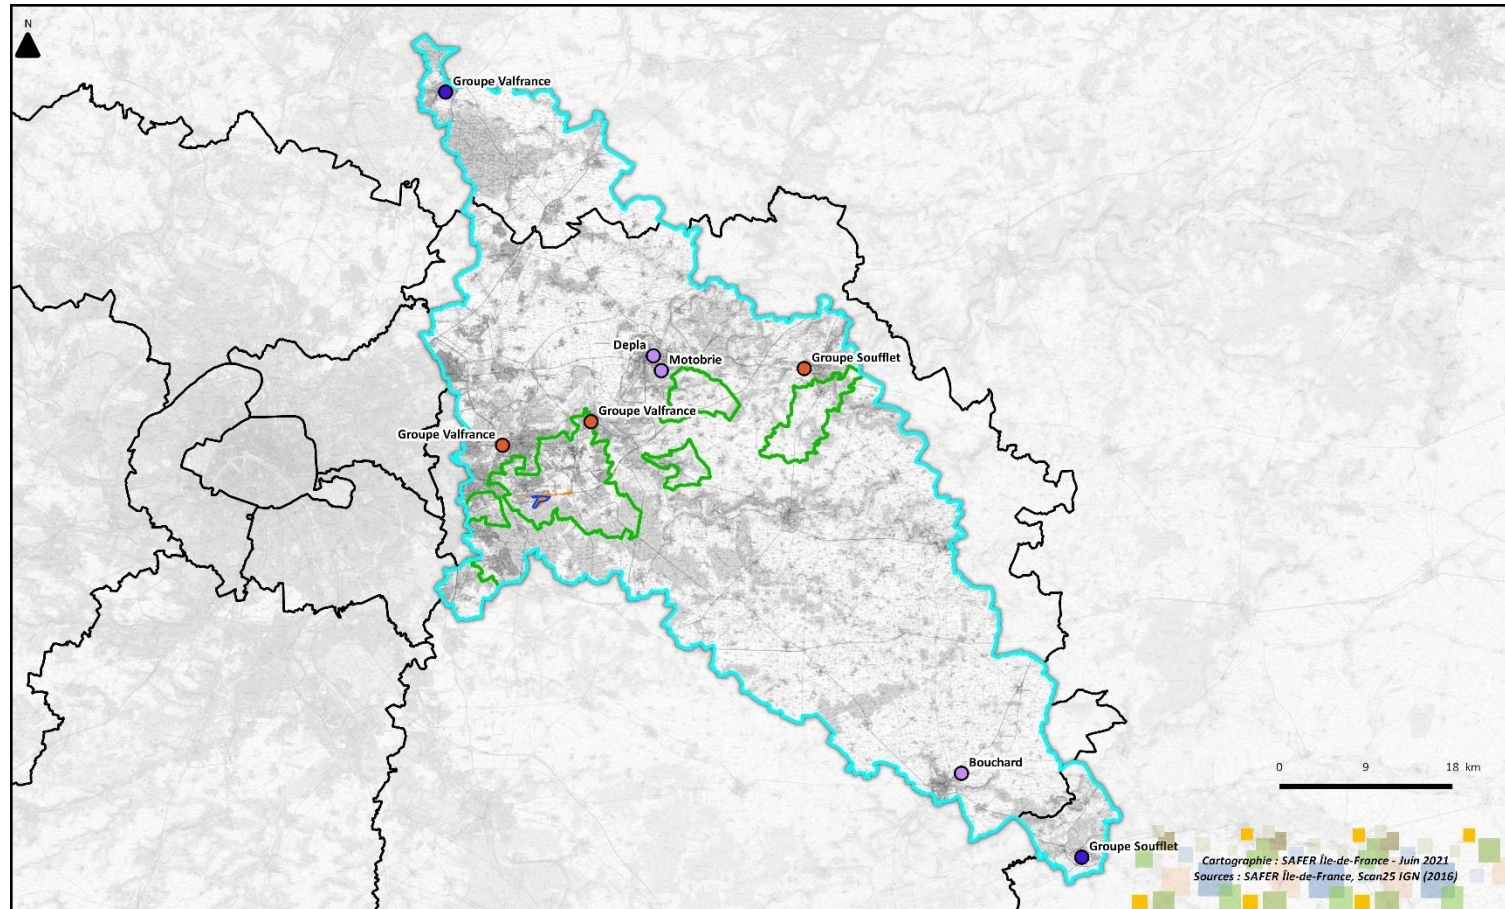 N
Groupe Valfrance
Depla
Motobrie
Groupe Soufflet
Groupe Valfrance
Groupe Valfrance
Bouchard
0 9 18 km
Groupe Soufflet
Cartographie : SAFER Île-de-France - Juin 2021
Sources : SAFER Île-de-France, Scan25 IGN (2016)